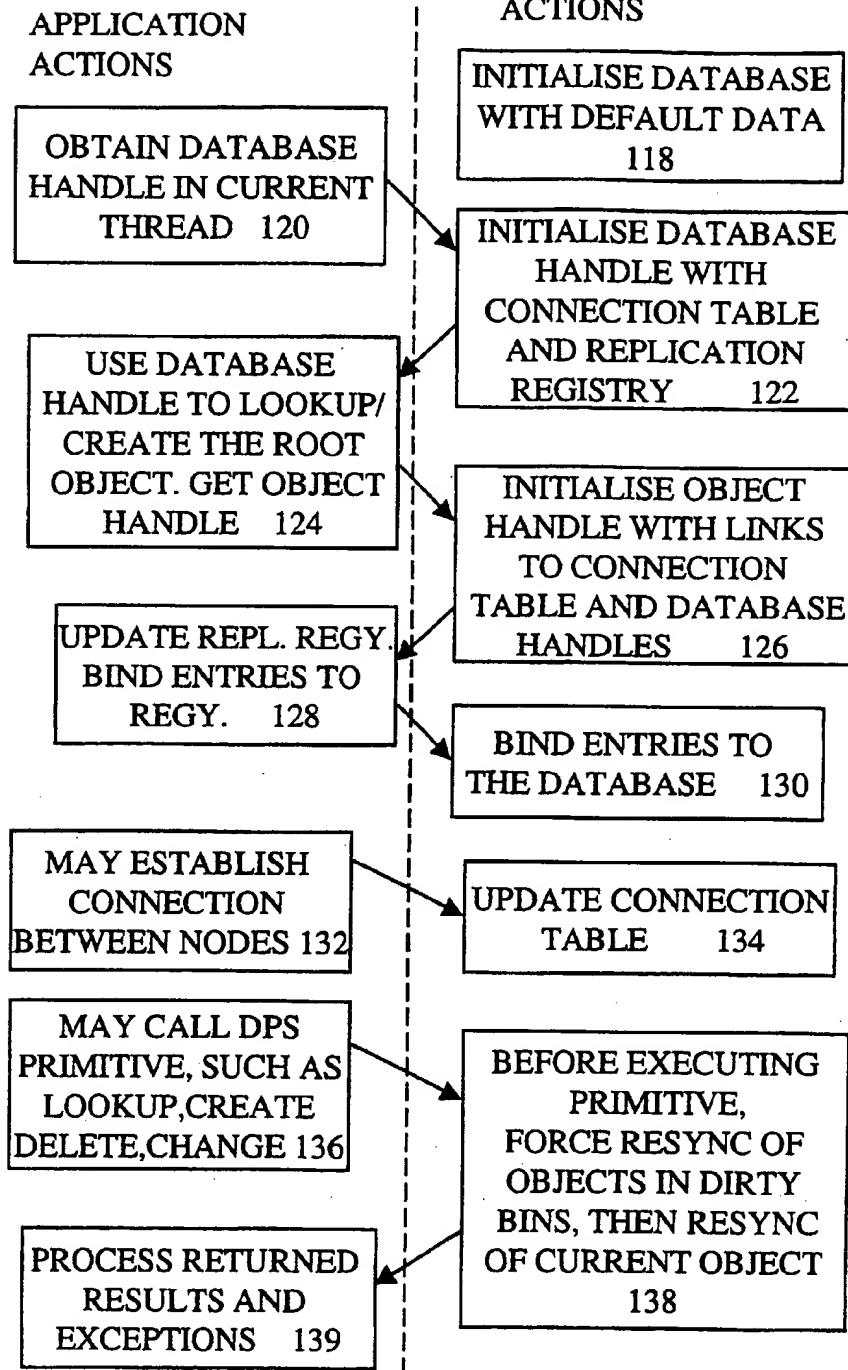 APPLICATION
ACTIONS
ACTIONS
INITIALISE DATABASE
WITH DEFAULT DATA
118
OBTAIN DATABASE
HANDLE IN CURRENT
THREAD 120
INITIALISE DATABASE
HANDLE WITH
CONNECTION TABLE
AND REPLICATION
REGISTRY 122
USE DATABASE
HANDLE TO LOOKUP/
CREATE THE ROOT
OBJECT. GET OBJECT
HANDLE 124
INITIALISE OBJECT
HANDLE WITH LINKS
TO CONNECTION
TABLE AND DATABASE
HANDLES 126
UPDATE REPL. REGY.
BIND ENTRIES TO
REGY. 128
BIND ENTRIES TO
THE DATABASE 130
MAY ESTABLISH
CONNECTION
BETWEEN NODES 132
UPDATE CONNECTION
TABLE 134
MAY CALL DPS
PRIMITIVE, SUCH AS
LOOKUP,CREATE
DELETE,CHANGE 136
BEFORE EXECUTING
PRIMITIVE,
FORCE RESYNC OF
OBJECTS IN DIRTY
BINS, THEN RESYNC
OF CURRENT OBJECT
138
PROCESS RETURNED
RESULTS AND
EXCEPTIONS 139